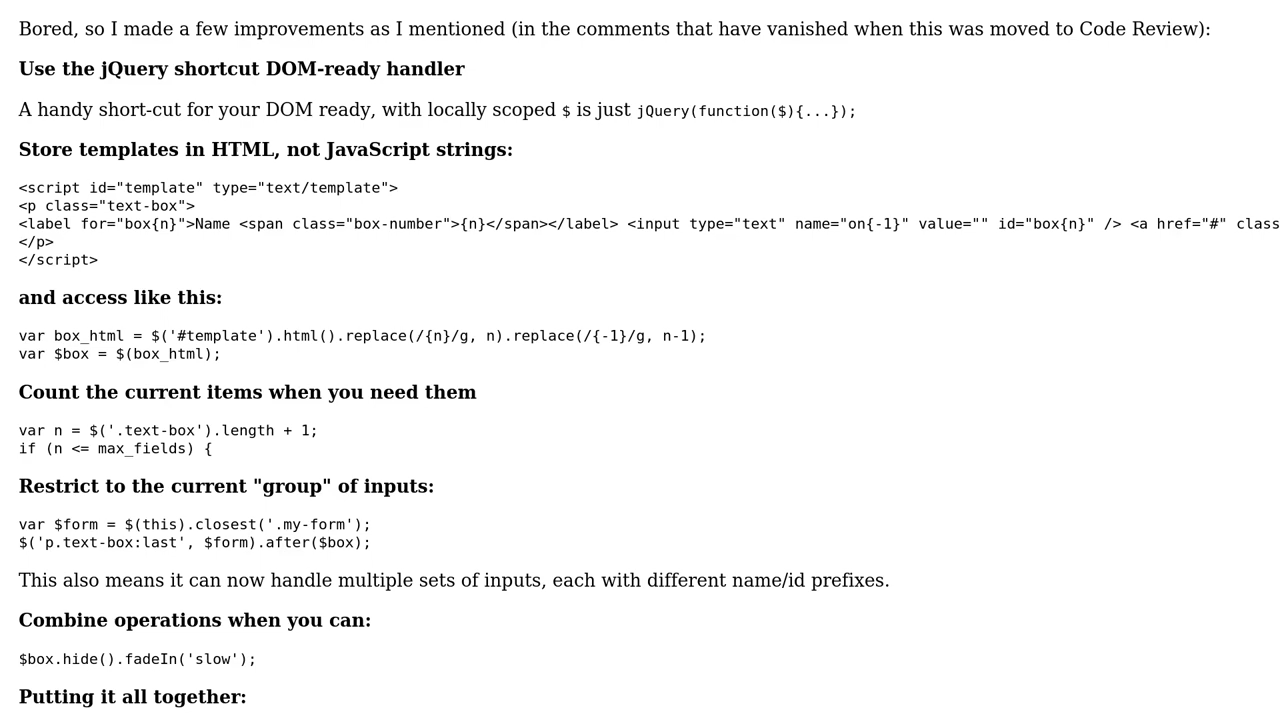 Bored, so I made a few improvements as I mentioned (in the comments that have vanished when this was moved to Code Review):
Use the jQuery shortcut DOM-ready handler
A handy short-cut for your DOM ready, with locally scoped $ is just jQuery(function($){...});
Store templates in HTML, not JavaScript strings:
<script id="template" type="text/template">
<p class="text-box">
<label for="box{n}">Name <span class="box-number">{n}</span></label> <input type="text" name="on{-1}" value="" id="box{n}" /> <a href="#" class
</p>
</script>
and access like this:
var box_html = $('#template').html().replace(/{n}/g, n).replace(/{-1}/g, n-1);
var $box = $(box_html);
Count the current items when you need them
var n = $('.text-box').length + 1;
if (n <= max_fields) {
Restrict to the current "group" of inputs:
var $form = $(this).closest('.my-form');
$('p.text-box:last', $form).after($box);
This also means it can now handle multiple sets of inputs, each with different name/id prefixes.
Combine operations when you can:
$box.hide().fadeIn('slow');
Putting it all together: